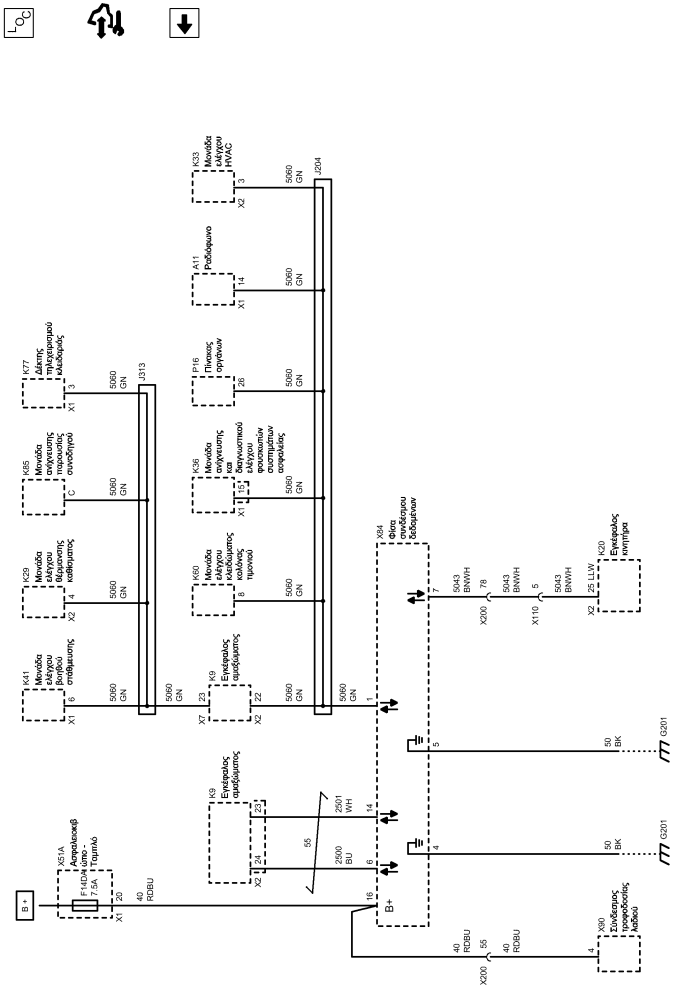 LOC
K33
Μονάδα
ελέγχου
HVAC
3
X2
5060
GN
J204
A11
Ραδιόφωνο
14
X1
5060
GN
P16
Πίνακας
οργάνων
26
5060
GN
K36
Μονάδα
ανίχνευσης
και
διαγνωστικού
ελέγχου
φουσκωτών
συστημάτων
ασφαλείας
15
X1
5060
GN
K60
Μονάδα
ελέγχου
κλειδώματος
κολόνας
τιμονιού
8
5060
GN
K77
Δέκτης
τηλεχειρισμού
κλειδαριάς
3
X1
5060
GN
J313
K85
Μονάδα
ανίχνευσης
παρουσίας
συνοδηγού
C
5060
GN
K29
Μονάδα
ελέγχου
θέρμανσης
καθίσματος
4
X2
5060
GN
K41
Μονάδα
ελέγχου
βοηθού
στάθμευσης
6
X1
5060
GN
5060
GN
K9
Εγκέφαλος
αμαξώματος
23
X7
22
X2
5060
GN
5060
GN
1
X84
Φίσα
συνδέσμου
δεδομένων
7
5043
BNWH
78
X200
5043
BNWH
5
X110
5043
BNWH
25 LLW
X2
K20
Εγκέφαλος
κινητήρα
5
50
BK
G201
4
50
BK
G201
K9
Εγκέφαλος
αμαξώματος
23
24
X2
55
2501
WH
14
2500
BU
6
B+
X51A
Ασφαλειοκιβ
ύπιο -
Ταμπλό
F14DA
7.5A
20
X1
40
RDBU
16
B+
40
RDBU
55
X200
40
RDBU
4
X90
Σύνδεσμος
τροφοδοσίας
λαδιού